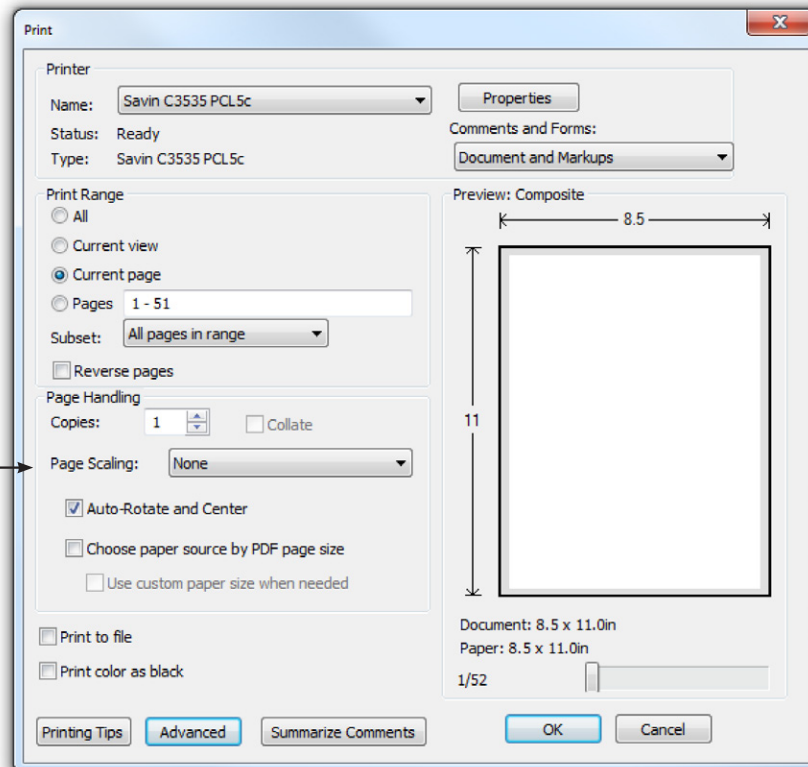 Print
Printer
Name: Savin C3535 PCL5c
Properties
Status: Ready
Comments and Forms:
Type: Savin C3535 PCL5c
Document and Markups
Print Range
All
Current view
Current page
Pages 1 - 51
Subset: All pages in range
Reverse pages
Page Handling
Copies: 1 Collate
Page Scaling: None
Auto-Rotate and Center
Choose paper source by PDF page size
Use custom paper size when needed
Print to file
Print color as black
Preview: Composite
8.5
11
Document: 8.5 x 11.0in
Paper: 8.5 x 11.0in
1/52
Printing Tips Advanced Summarize Comments OK Cancel